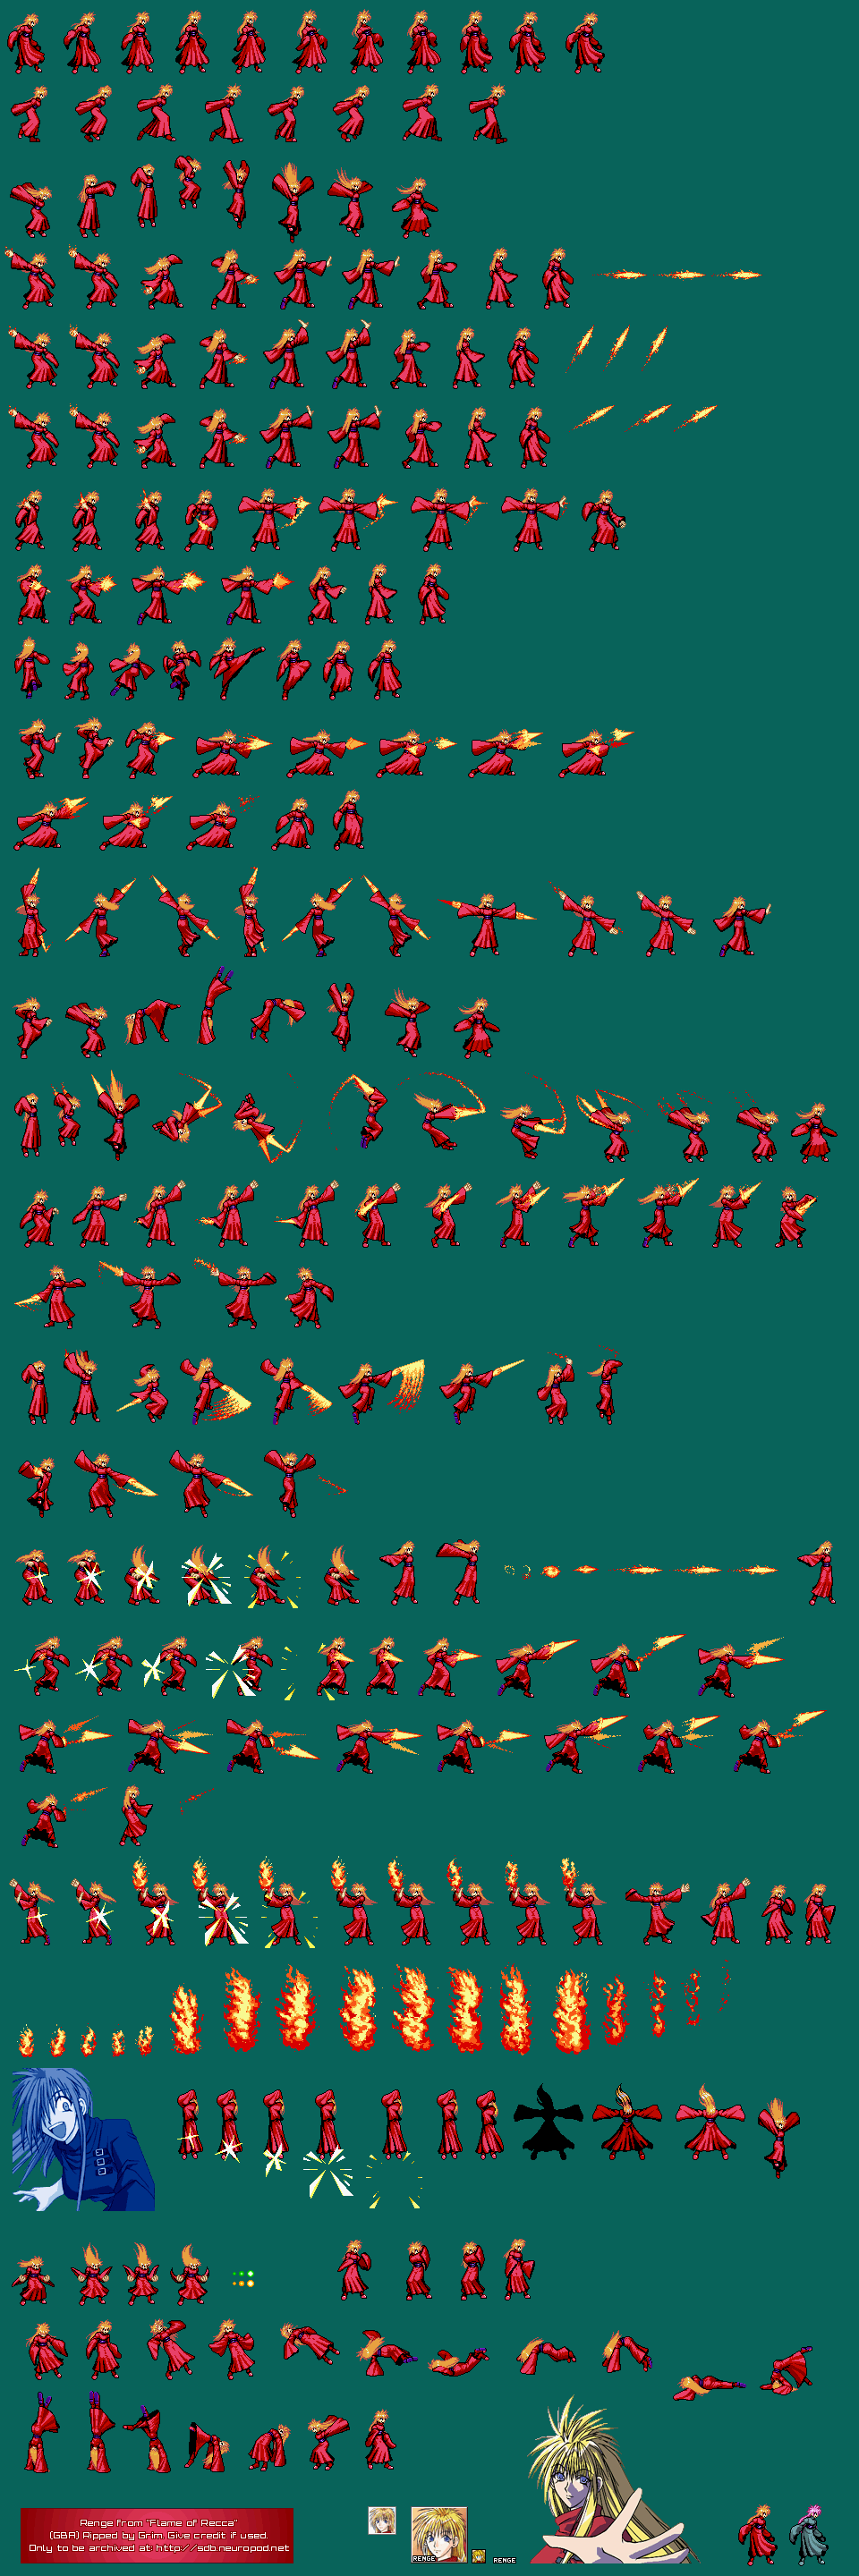 Renge from "Flame of Recca"
(GBA) Ripped by Grim. Give credit if used.
Only to be archived at: http://sdb.neuropod.net
RENGE
RENGE